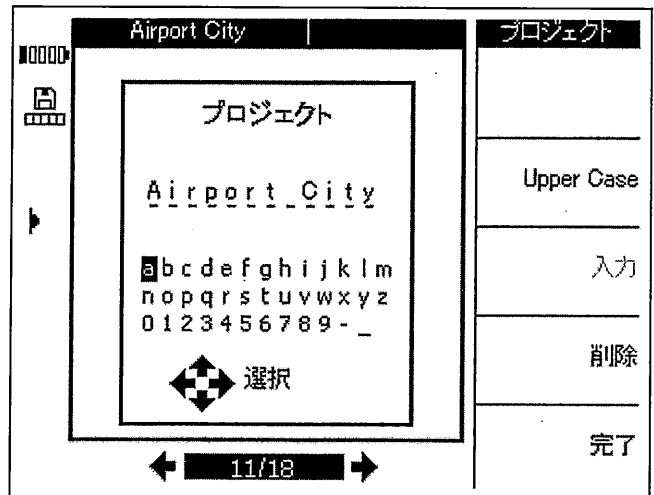 Airport City
プロジェクト
プロジェクト
Airport_City
abcdefghijklm
nopqrstuvwxyz
0123456789-_
選択
11/18
Upper Case
入力
削除
完了